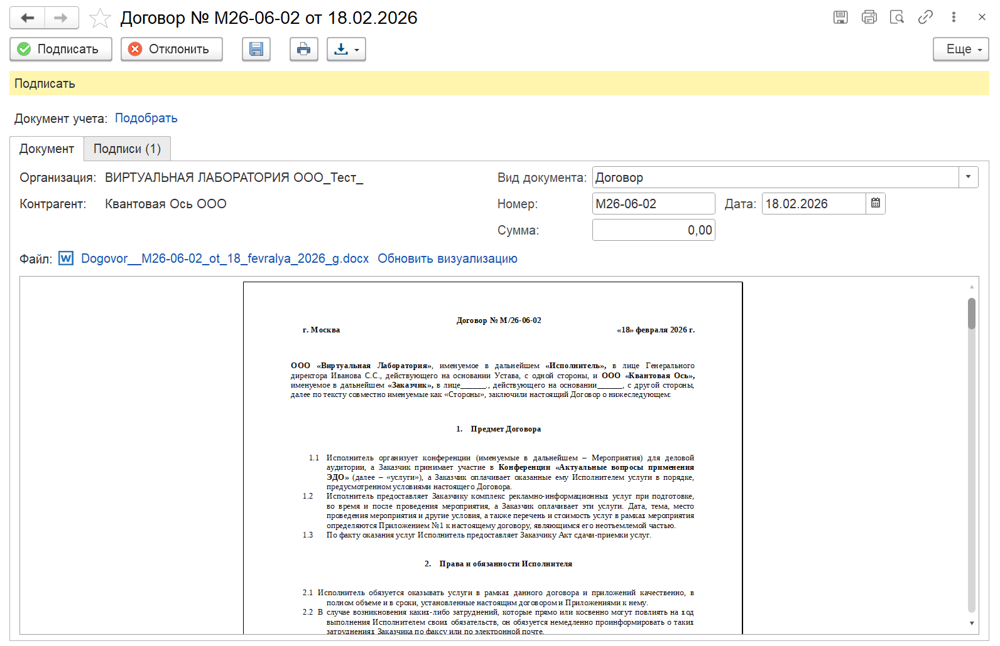 Договор № М26-06-02 от 18.02.2026
Подписать Отклонить Еще
Подписать
Документ учета: Подобрать
Документ Подписи (1)
Организация: ВИРТУАЛЬНАЯ ЛАБОРАТОРИЯ ООО_Тест_ Вид документа: Договор
Контрагент: Квантовая Ось ООО Номер: М26-06-02 Дата: 18.02.2026
Сумма: 0,00
Файл: Dogovor__M26-06-02_ot_18_fevralya_2026_g.docx Обновить визуализацию
Договор № М/26-06-02
г. Москва «18» февраля 2026 г.
ООО «Виртуальная Лаборатория», именуемое в дальнейшем «Исполнитель», в лице Генерального
директора Иванова С.С., действующего на основании Устава, с одной стороны, и ООО «Квантовая Ось»,
именуемое в дальнейшем «Заказчик», в лице______., действующего на основании______, с другой стороны,
далее по тексту совместно именуемые как «Стороны», заключили настоящий Договор о нижеследующем:
1. Предмет Договора
1.1 Исполнитель организует конференции (именуемые в дальнейшем – Мероприятия) для деловой
аудитории, а Заказчик принимает участие в Конференции «Актуальные вопросы применения
ЭДО» (далее – «услуги»), а Заказчик оплачивает оказанные ему Исполнителем услуги в порядке,
предусмотренном условиями настоящего Договора.
1.2 Исполнитель предоставляет Заказчику комплекс рекламно-информационных услуг при подготовке,
во время и после проведения мероприятия, а Заказчик оплачивает эти услуги. Дата, тема, место
проведения мероприятия и другие условия, а также перечень и стоимость услуг в рамках мероприятия
определяются Приложением №1 к настоящему договору, являющимся его неотъемлемой частью.
1.3 По факту оказания услуг Исполнитель предоставляет Заказчику Акт сдачи-приемки услуг.
2. Права и обязанности Исполнителя
2.1 Исполнитель обязуется оказывать услуги в рамках данного договора и приложений качественно, в
полном объеме и в сроки, установленные настоящим договором и Приложениями к нему.
2.2 В случае возникновения каких-либо затруднений, которые прямо или косвенно могут повлиять на ход
выполнения Исполнителем своих обязательств, он обязуется немедленно проинформировать о таких
затруднениях Заказчика по факсу или по электронной почте.